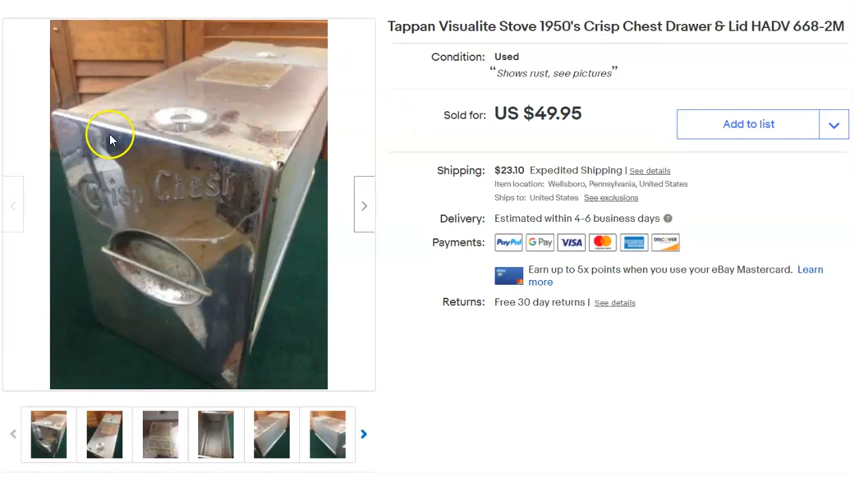 Tappan Visualite Stove 1950's Crisp Chest Drawer & Lid HADV 668-2M
Condition: Used
“Shows rust, see pictures”
Sold for: US $49.95
Add to list
Shipping: $23.10 Expedited Shipping | See details
Item location: Wellsboro, Pennsylvania, United States
Ships to: United States See exclusions
Delivery: Estimated within 4-6 business days
Payments: PayPal G Pay VISA
Earn up to 5x points when you use your eBay Mastercard. Learn
more
Returns: Free 30 day returns | See details
Crisp Chest